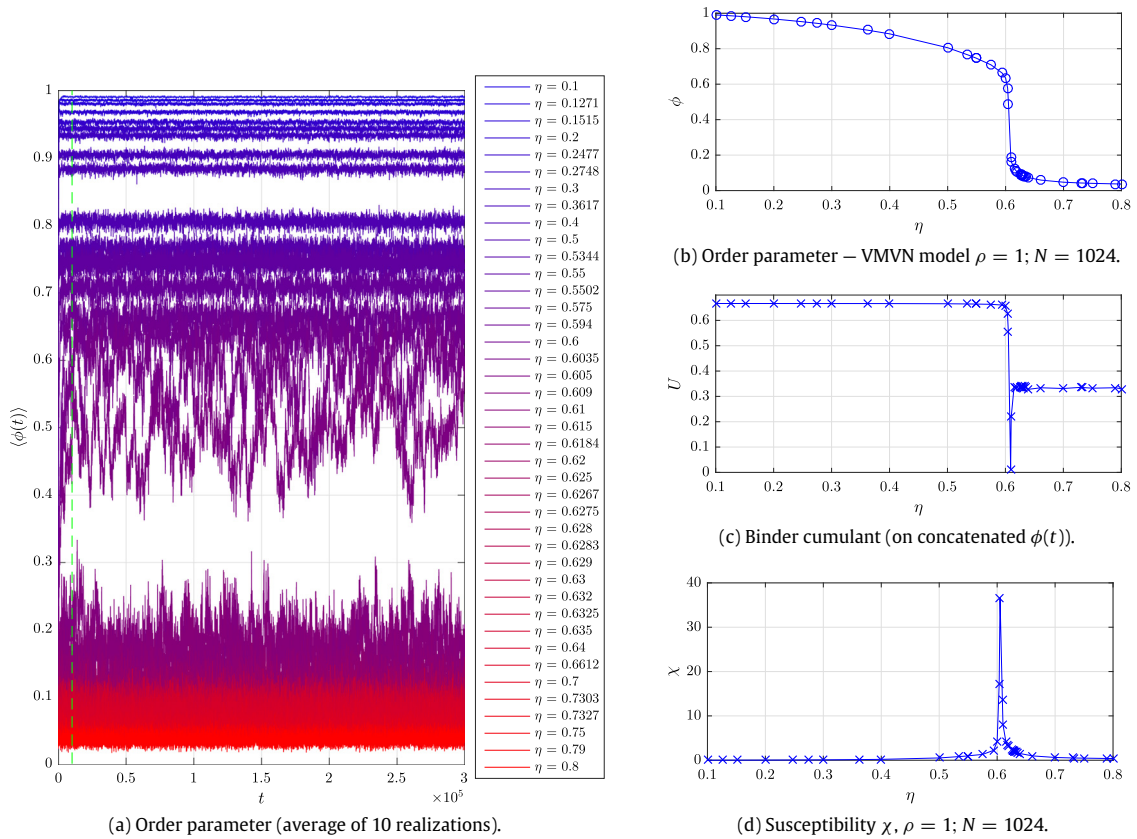 1
0.9
0.8
0.7
0.6
0.5
0.4
0.3
0.2
0.1
0
⟨ϕ(t)⟩
0 0.5 1 1.5 2 2.5 3
t ×10⁵
η = 0.1
η = 0.1271
η = 0.1515
η = 0.2
η = 0.2477
η = 0.2748
η = 0.3
η = 0.3617
η = 0.4
η = 0.5
η = 0.5344
η = 0.55
η = 0.5502
η = 0.575
η = 0.594
η = 0.6
η = 0.6035
η = 0.605
η = 0.609
η = 0.61
η = 0.615
η = 0.6184
η = 0.62
η = 0.625
η = 0.6267
η = 0.6275
η = 0.628
η = 0.6283
η = 0.629
η = 0.63
η = 0.632
η = 0.6325
η = 0.635
η = 0.64
η = 0.6612
η = 0.7
η = 0.7303
η = 0.7327
η = 0.75
η = 0.79
η = 0.8
(a) Order parameter (average of 10 realizations).
1
0.8
0.6
0.4
0.2
0
ϕ
0.1 0.2 0.3 0.4 0.5 0.6 0.7 0.8
η
(b) Order parameter – VMVN model ρ = 1; N = 1024.
0.6
0.5
0.4
0.3
0.2
0.1
0
U
0.1 0.2 0.3 0.4 0.5 0.6 0.7 0.8
η
(c) Binder cumulant (on concatenated ϕ(t)).
40
30
20
10
0
χ
0.1 0.2 0.3 0.4 0.5 0.6 0.7 0.8
η
(d) Susceptibility χ, ρ = 1; N = 1024.